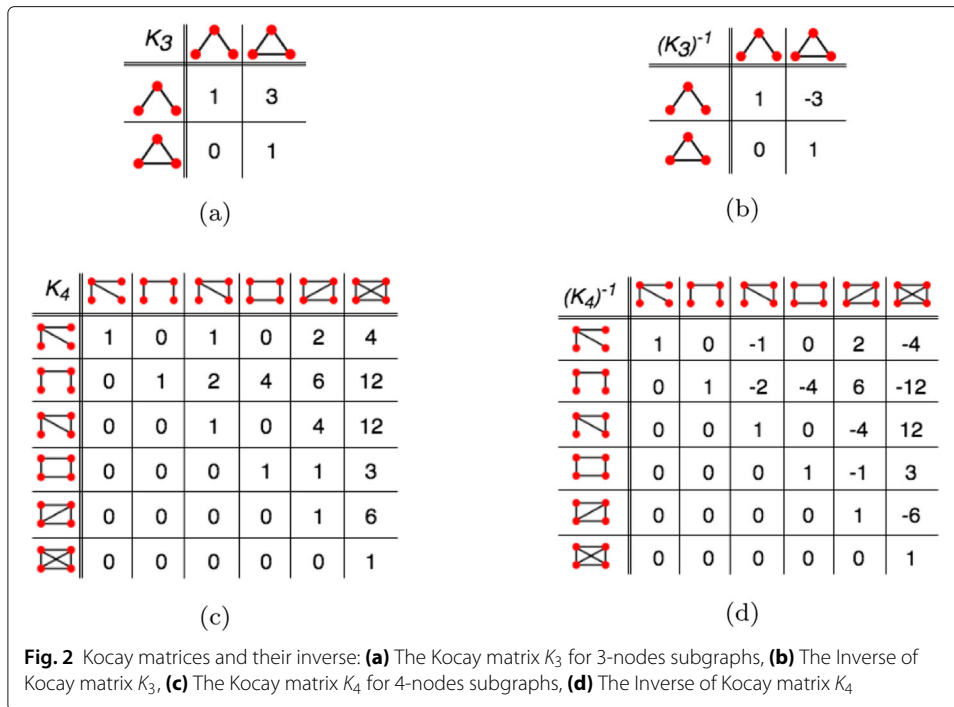 K3
1 3
0 1
(a)
(K3)-1
1 -3
0 1
(b)
K4
1 0 1 0 2 4
0 1 2 4 6 12
0 0 1 0 4 12
0 0 0 1 1 3
0 0 0 0 1 6
0 0 0 0 0 1
(c)
(K4)-1
1 0 -1 0 2 -4
0 1 -2 -4 6 -12
0 0 1 0 -4 12
0 0 0 1 -1 3
0 0 0 0 1 -6
0 0 0 0 0 1
(d)
Fig. 2 Kocay matrices and their inverse: (a) The Kocay matrix K3 for 3-nodes subgraphs, (b) The Inverse of
Kocay matrix K3, (c) The Kocay matrix K4 for 4-nodes subgraphs, (d) The Inverse of Kocay matrix K4